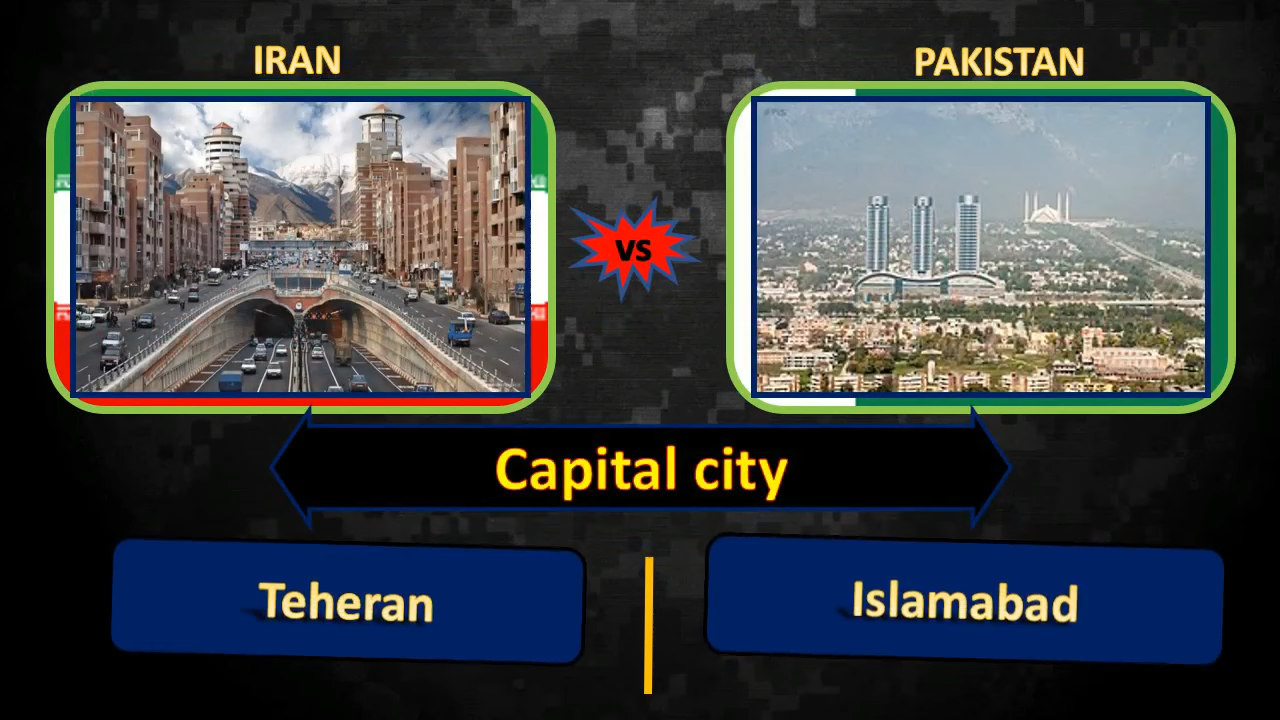 IRAN
PAKISTAN
VS
Capital city
Teheran
Islamabad